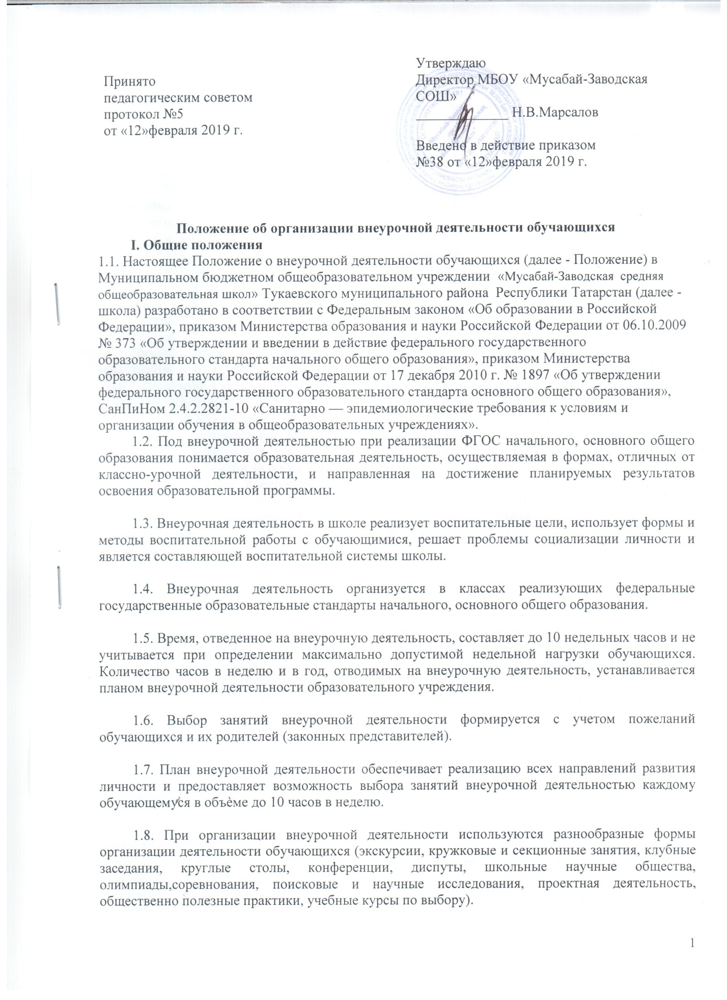 Принято
педагогическим советом
протокол №5
от «12»февраля 2019 г.
Утверждаю
Директор МБОУ «Мусабай-Заводская
СОШ»
_____________ Н.В.Марсалов
Введено в действие приказом
№38 от «12»февраля 2019 г.
Положение об организации внеурочной деятельности обучающихся
I. Общие положения
1.1. Настоящее Положение о внеурочной деятельности обучающихся (далее - Положение) в
Муниципальном бюджетном общеобразовательном учреждении «Мусабай-Заводская средняя
общеобразовательная школ» Тукаевского муниципального района Республики Татарстан (далее -
школа) разработано в соответствии с Федеральным законом «Об образовании в Российской
Федерации», приказом Министерства образования и науки Российской Федерации от 06.10.2009
№ 373 «Об утверждении и введении в действие федерального государственного
образовательного стандарта начального общего образования», приказом Министерства
образования и науки Российской Федерации от 17 декабря 2010 г. № 1897 «Об утверждении
федерального государственного образовательного стандарта основного общего образования»,
СанПиНом 2.4.2.2821-10 «Санитарно — эпидемиологические требования к условиям и
организации обучения в общеобразовательных учреждениях».
1.2. Под внеурочной деятельностью при реализации ФГОС начального, основного общего
образования понимается образовательная деятельность, осуществляемая в формах, отличных от
классно-урочной деятельности, и направленная на достижение планируемых результатов
освоения образовательной программы.
1.3. Внеурочная деятельность в школе реализует воспитательные цели, использует формы и
методы воспитательной работы с обучающимися, решает проблемы социализации личности и
является составляющей воспитательной системы школы.
1.4. Внеурочная деятельность организуется в классах реализующих федеральные
государственные образовательные стандарты начального, основного общего образования.
1.5. Время, отведенное на внеурочную деятельность, составляет до 10 недельных часов и не
учитывается при определении максимально допустимой недельной нагрузки обучающихся.
Количество часов в неделю и в год, отводимых на внеурочную деятельность, устанавливается
планом внеурочной деятельности образовательного учреждения.
1.6. Выбор занятий внеурочной деятельности формируется с учетом пожеланий
обучающихся и их родителей (законных представителей).
1.7. План внеурочной деятельности обеспечивает реализацию всех направлений развития
личности и предоставляет возможность выбора занятий внеурочной деятельностью каждому
обучающемуся в объѐме до 10 часов в неделю.
1.8. При организации внеурочной деятельности используются разнообразные формы
организации деятельности обучающихся (экскурсии, кружковые и секционные занятия, клубные
заседания, круглые столы, конференции, диспуты, школьные научные общества,
олимпиады,соревнования, поисковые и научные исследования, проектная деятельность,
общественно полезные практики, учебные курсы по выбору).
1